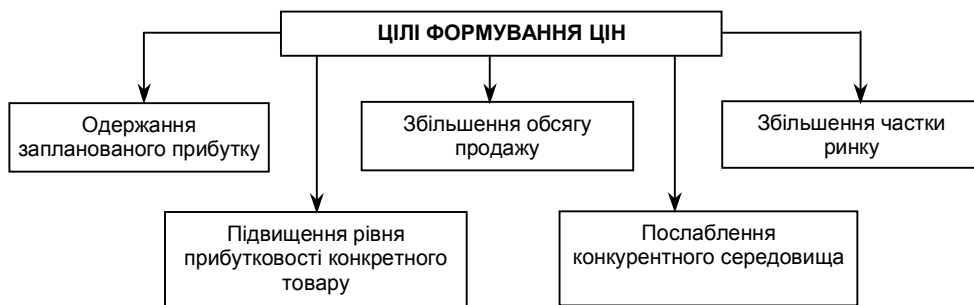 ЦІЛІ ФОРМУВАННЯ ЦІН
Одержання
запланованого прибутку
Збільшення обсягу
продажу
Збільшення частки
ринку
Підвищення рівня
прибутковості конкретного
товару
Послаблення
конкурентного середовища